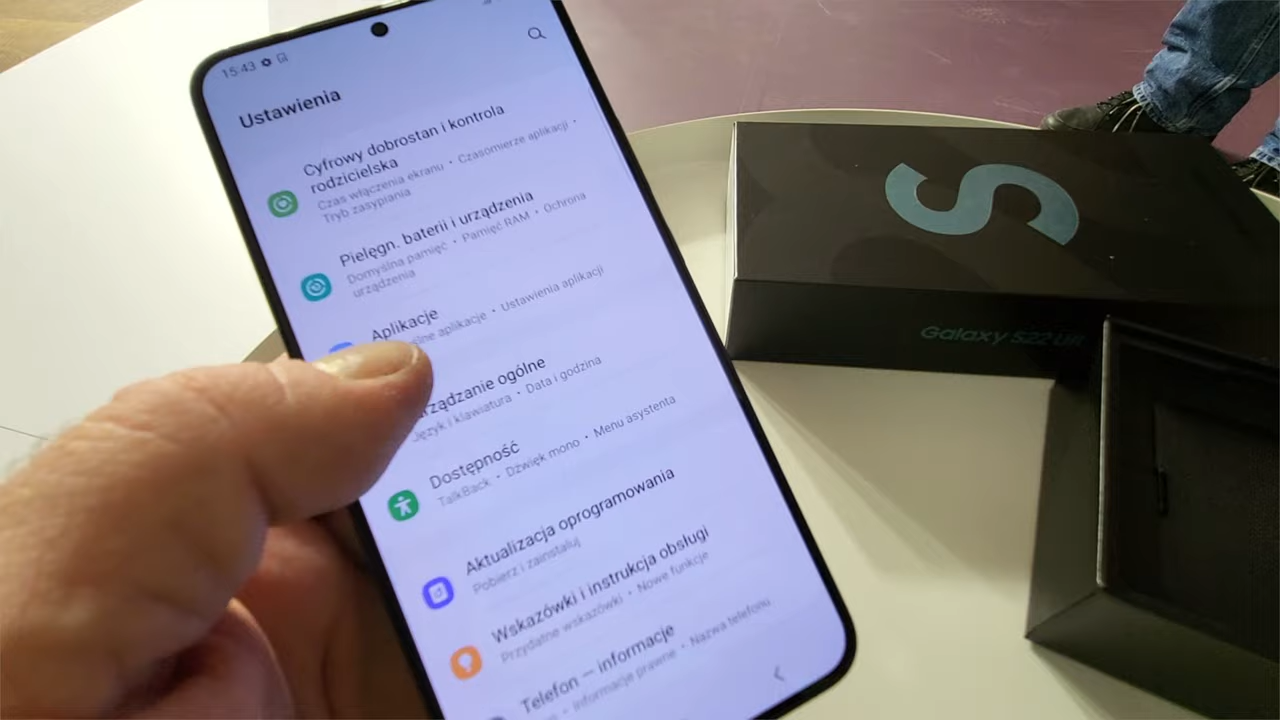 15:43
Ustawienia
Cyfrowy dobrostan i kontrola
rodzicielska
Czas włączenia ekranu • Czasomierze aplikacji •
Tryb zasypiania
Pielęgn. baterii i urządzenia
Domyślna pamięć • Pamięć RAM • Ochrona
urządzenia
Aplikacje
aplikacje • Ustawienia aplikacji
ogólne
Język i klawiatura • Data i godzina
Dostępność
TalkBack • Dźwięk mono • Menu asystenta
Aktualizacja oprogramowania
Pobierz i zainstaluj
Wskazówki i instrukcja obsługi
Przydatne wskazówki • Nowe funkcje
Telefon — informacje
• Informacje prawne • Nazwa telefonu
S
Galaxy S22